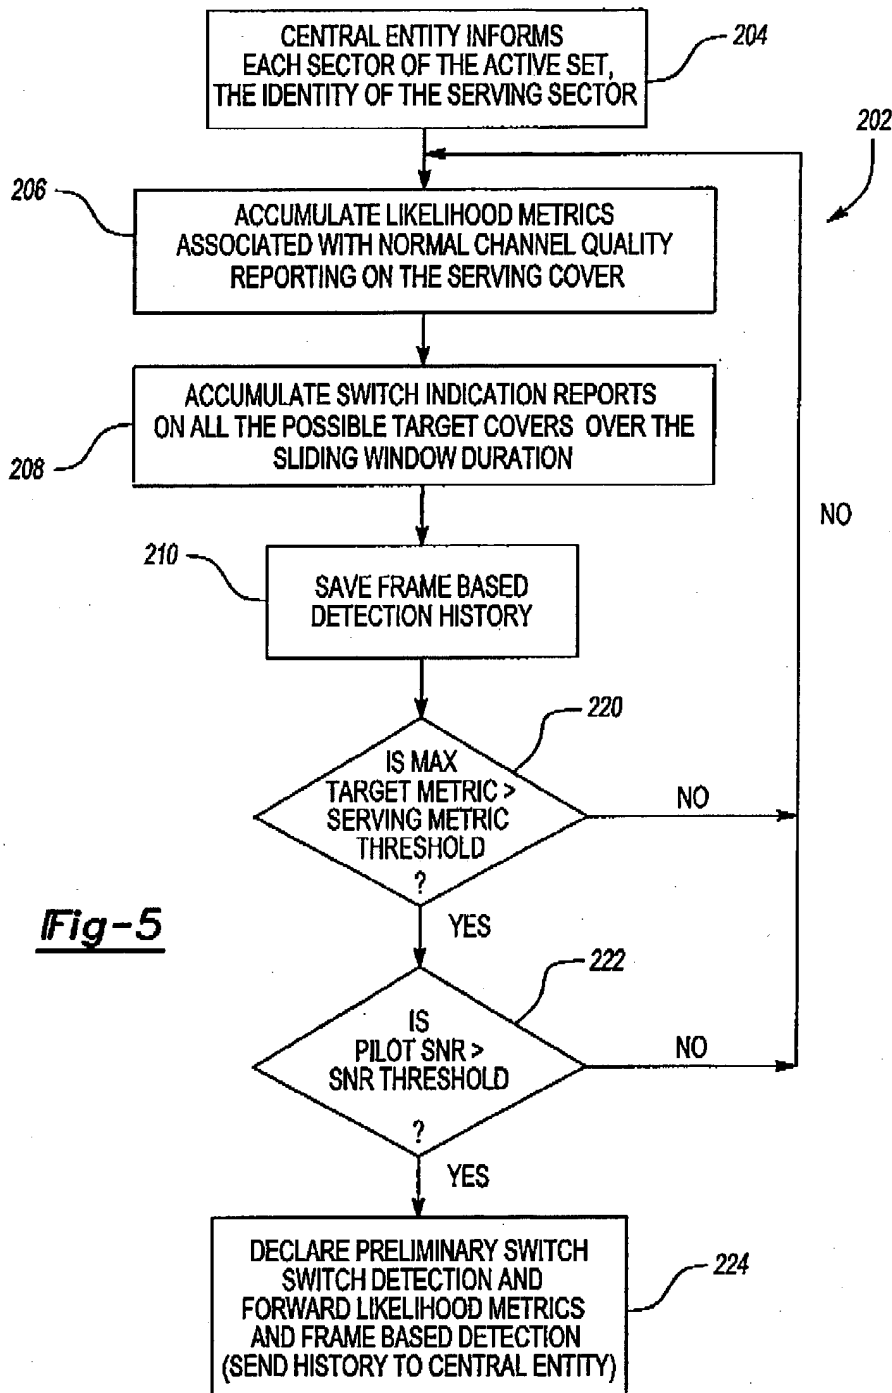 CENTRAL ENTITY INFORMS
EACH SECTOR OF THE ACTIVE SET,
THE IDENTITY OF THE SERVING SECTOR
204
202
206
ACCUMULATE LIKELIHOOD METRICS
ASSOCIATED WITH NORMAL CHANNEL QUALITY
REPORTING ON THE SERVING COVER
ACCUMULATE SWITCH INDICATION REPORTS
ON ALL THE POSSIBLE TARGET COVERS OVER THE
SLIDING WINDOW DURATION
208
NO
210
SAVE FRAME BASED
DETECTION HISTORY
220
IS MAX
TARGET METRIC >
SERVING METRIC
THRESHOLD
?
NO
YES
Fig-5
222
IS
PILOT SNR >
SNR THRESHOLD
?
NO
YES
DECLARE PRELIMINARY SWITCH
SWITCH DETECTION AND
FORWARD LIKELIHOOD METRICS
AND FRAME BASED DETECTION
(SEND HISTORY TO CENTRAL ENTITY)
224